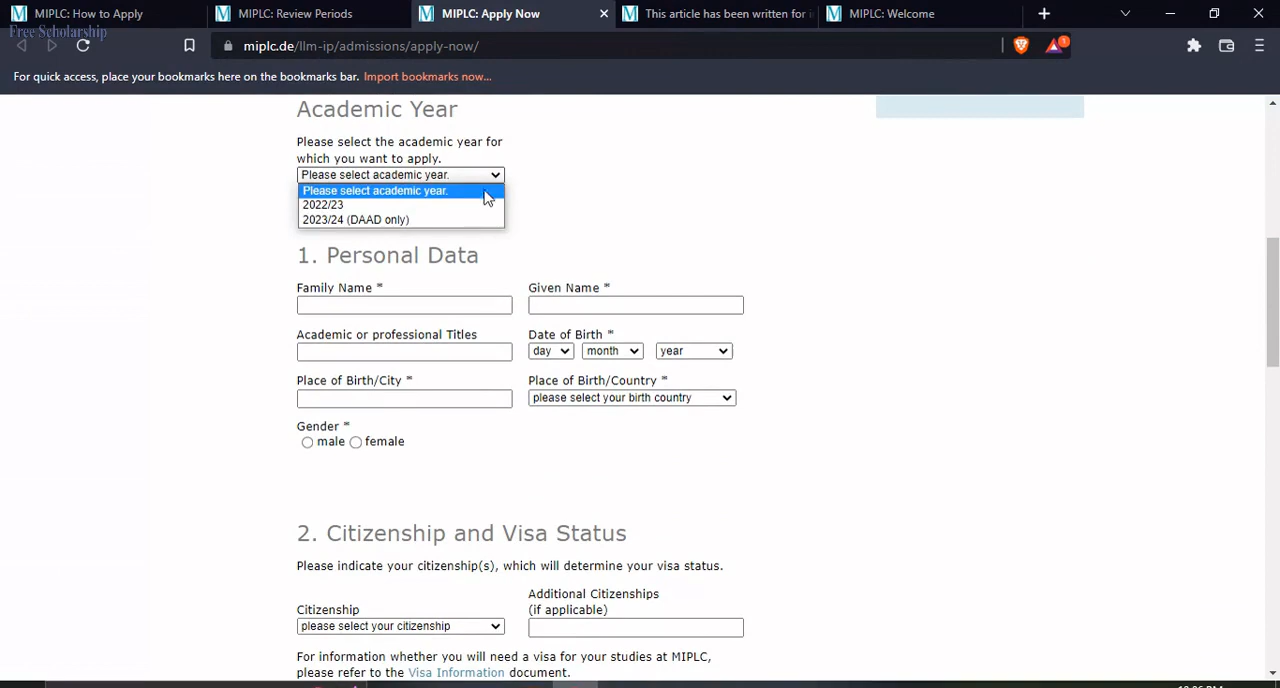 MIPLC: How to Apply
MIPLC: Review Periods
MIPLC: Apply Now
This article has been written for
MIPLC: Welcome
Free Scholarship
miplc.de/llm-ip/admissions/apply-now/
For quick access, place your bookmarks here on the bookmarks bar. Import bookmarks now...
Academic Year
Please select the academic year for
which you want to apply.
Please select academic year.
Please select academic year.
2022/23
2023/24 (DAAD only)
1. Personal Data
Family Name *
Given Name *
Academic or professional Titles
Date of Birth *
day
month
year
Place of Birth/City *
Place of Birth/Country *
please select your birth country
Gender *
male
female
2. Citizenship and Visa Status
Please indicate your citizenship(s), which will determine your visa status.
Additional Citizenships
(if applicable)
Citizenship
please select your citizenship
For information whether you will need a visa for your studies at MIPLC,
please refer to the Visa Information document.